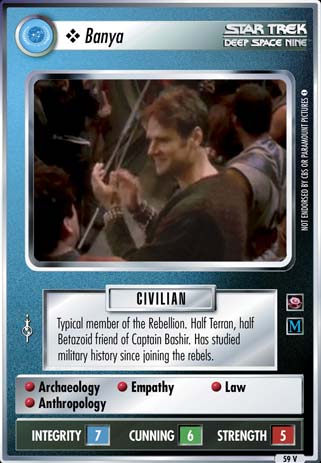 ❖ Banya
STAR TREK
DEEP SPACE NINE
NOT ENDORSED BY CBS OR PARAMOUNT PICTURES
CIVILIAN
Typical member of the Rebellion. Half Terran, half
Betazoid friend of Captain Bashir. Has studied
military history since joining the rebels.
M
Archaeology Empathy Law
Anthropology
INTEGRITY 7 CUNNING 6 STRENGTH 5
59 V